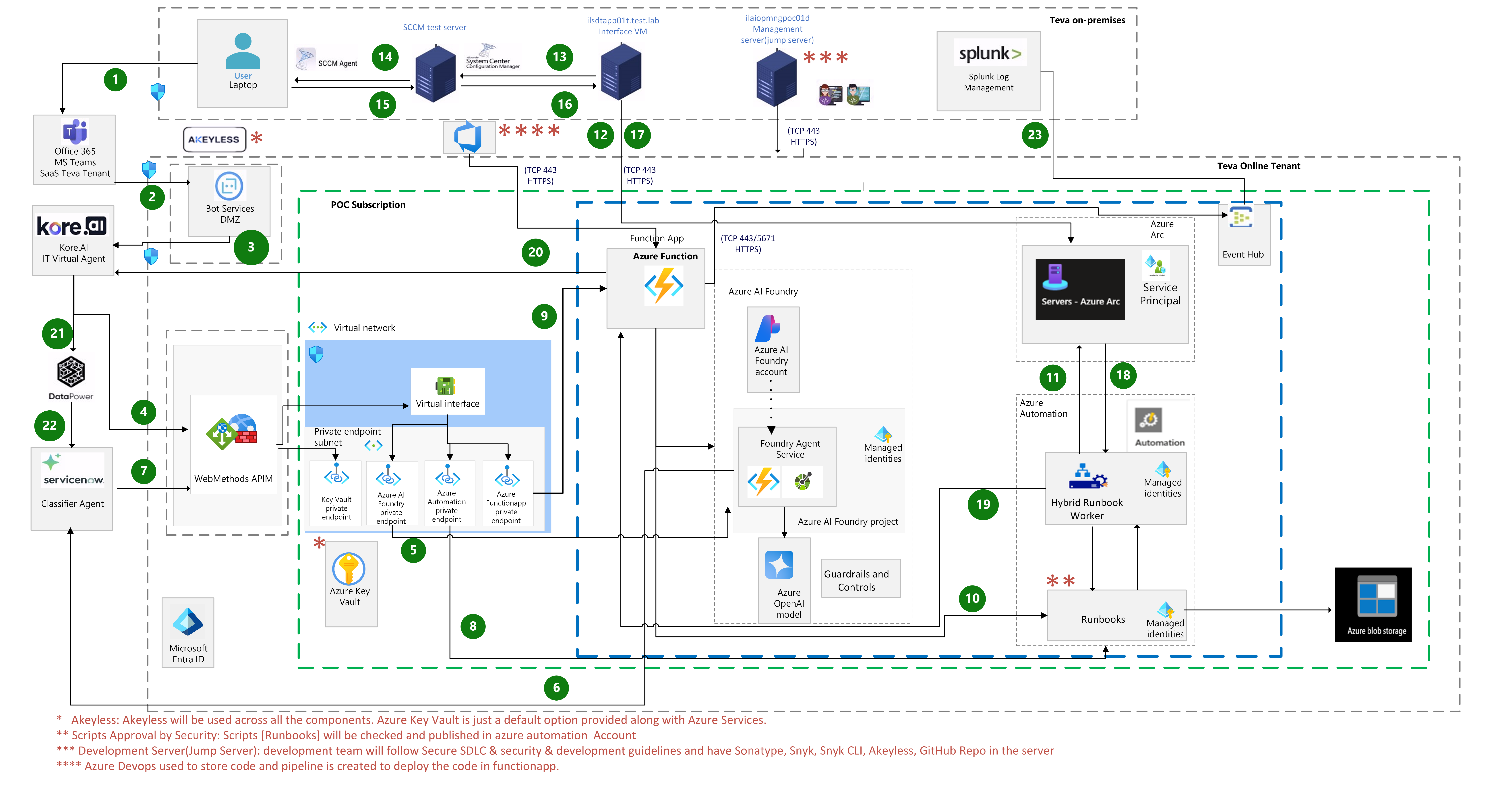 Teva on-premises
SCCM test server
ilsdtapp01t.test.lab
Interface VM
ilaiopmngpoc01d
Management
server(jump server)
***
User
Laptop
SCCM Agent
14
System Center
Configuration Manager
13
splunk>
Splunk Log
Management
1
15
16
12
17
23
Office 365
MS Teams
SaaS Teva Tenant
AKEYLESS
*
****
(TCP 443
HTTPS)
(TCP 443
HTTPS)
(TCP 443
HTTPS)
Teva Online Tenant
2
Bot Services
DMZ
3
POC Subscription
kore.ai
Kore.AI
IT Virtual Agent
20
Function App
Azure Function
(TCP 443/5671
HTTPS)
Azure
Arc
Event Hub
Servers - Azure Arc
Service
Principal
Azure AI Foundry
9
Virtual network
21
Azure AI
Foundry
account
11
18
DataPower
Virtual interface
4
22
Private endpoint
subnet
Azure
Automation
Automation
Foundry Agent
Service
Managed
identities
servicenow
Classifier Agent
7
WebMethods APIM
Key Vault
private
endpoint
Azure AI
Foundry
private
endpoint
Azure
Automation
private
endpoint
Azure
Functionapp
private
endpoint
Managed
identities
Hybrid Runbook
Worker
19
Azure AI Foundry project
5
*
Azure Key
Vault
Azure
OpenAI
model
Guardrails and
Controls
**
10
Runbooks
Managed
identities
Azure blob storage
8
Microsoft
Entra ID
6
* Akeyless: Akeyless will be used across all the components. Azure Key Vault is just a default option provided along with Azure Services.
** Scripts Approval by Security: Scripts [Runbooks] will be checked and published in azure automation Account
*** Development Server(Jump Server): development team will follow Secure SDLC & security & development guidelines and have Sonatype, Snyk, Snyk CLI, Akeyless, GitHub Repo in the server
**** Azure Devops used to store code and pipeline is created to deploy the code in functionapp.